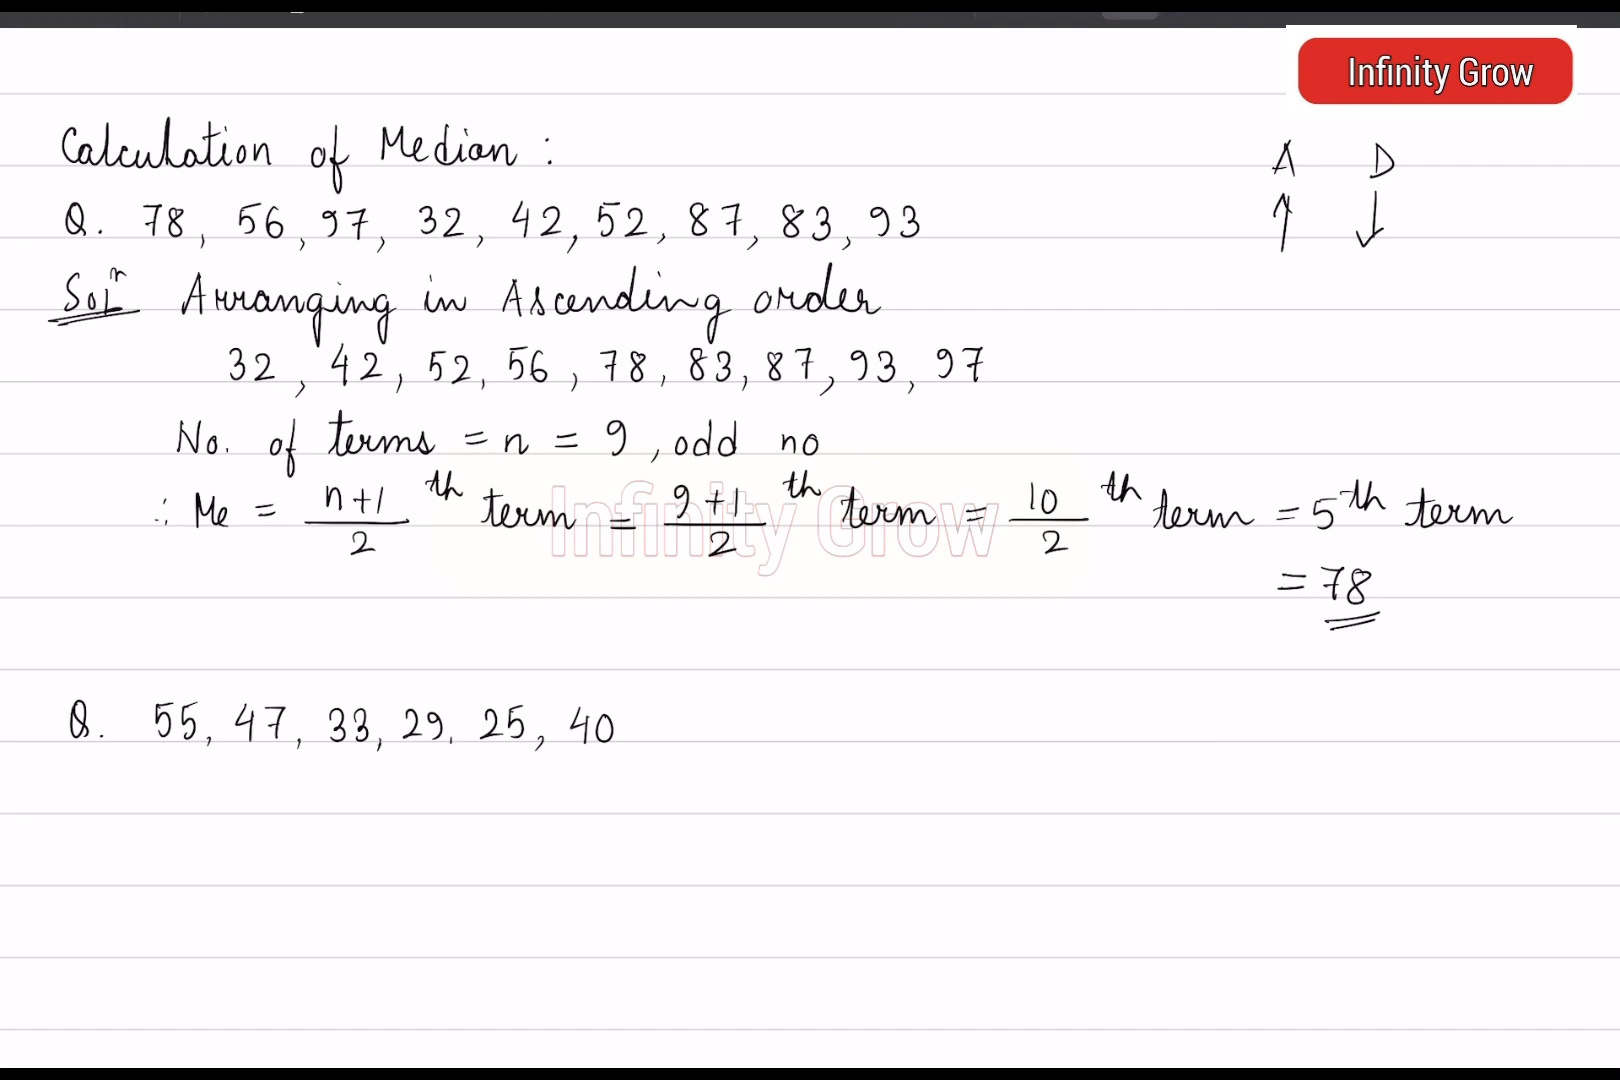 Infinity Grow
Calculation of Median :
A D
Q. 78, 56, 97, 32, 42, 52, 87, 83, 93
↑ ↓
Solⁿ Arranging in Ascending order
32, 42, 52, 56, 78, 83, 87, 93, 97
No. of terms = n = 9, odd no
∴ Me = n+1/2 th term = 9+1/2 th term = 10/2 th term = 5th term
Infinity Grow
= 78
Q. 55, 47, 33, 29. 25, 40